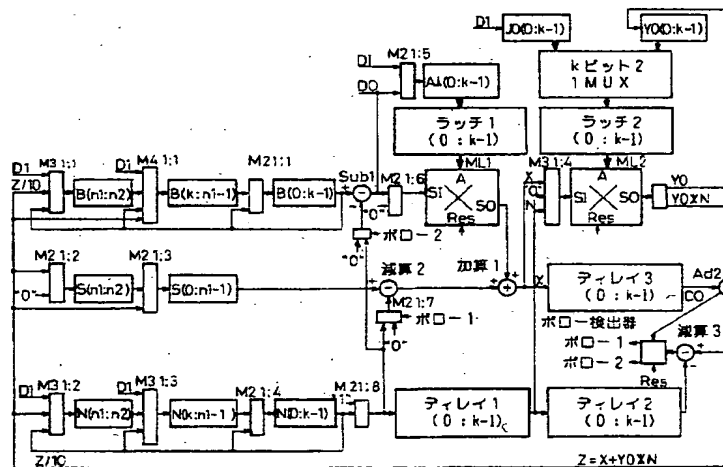 D1
J0(0:k-1)
Y0(0:k-1)
DI
M21:5
A⊥(0:k-1)
D0
kビット2
1MUX
ラッチ1
(0:k-1)
ラッチ2
(0:k-1)
D1
M31:1
D1
M41:1
M21:1
Z/10
B(n1:n2)
B(k:n1-1)
B(0:k-1)
Sub1
M21:6
ML1
A
SI
SO
Res
"0"
X
"0"
N
M31:4
ML2
A
SI
SO
Res
Y0
Y0※N
ボロー2
"0"
M21:2
M21:3
"0"
S(n1:n2)
S(0:n1-1)
減算2
加算1
X
M21:7
ボロー1
"0"
ディレイ3
(0:k-1)
Ad2
CO
ボロー検出器
ボロー1
ボロー2
減算3
Res
D1
M31:2
D1
M31:3
M21:4
M21:8
N(n1:n2)
N(k:n1-1)
N(0:k-1)
ディレイ1
(0:k-1)c
ディレイ2
(0:k-1)
Z/10
Z=X+Y0※N